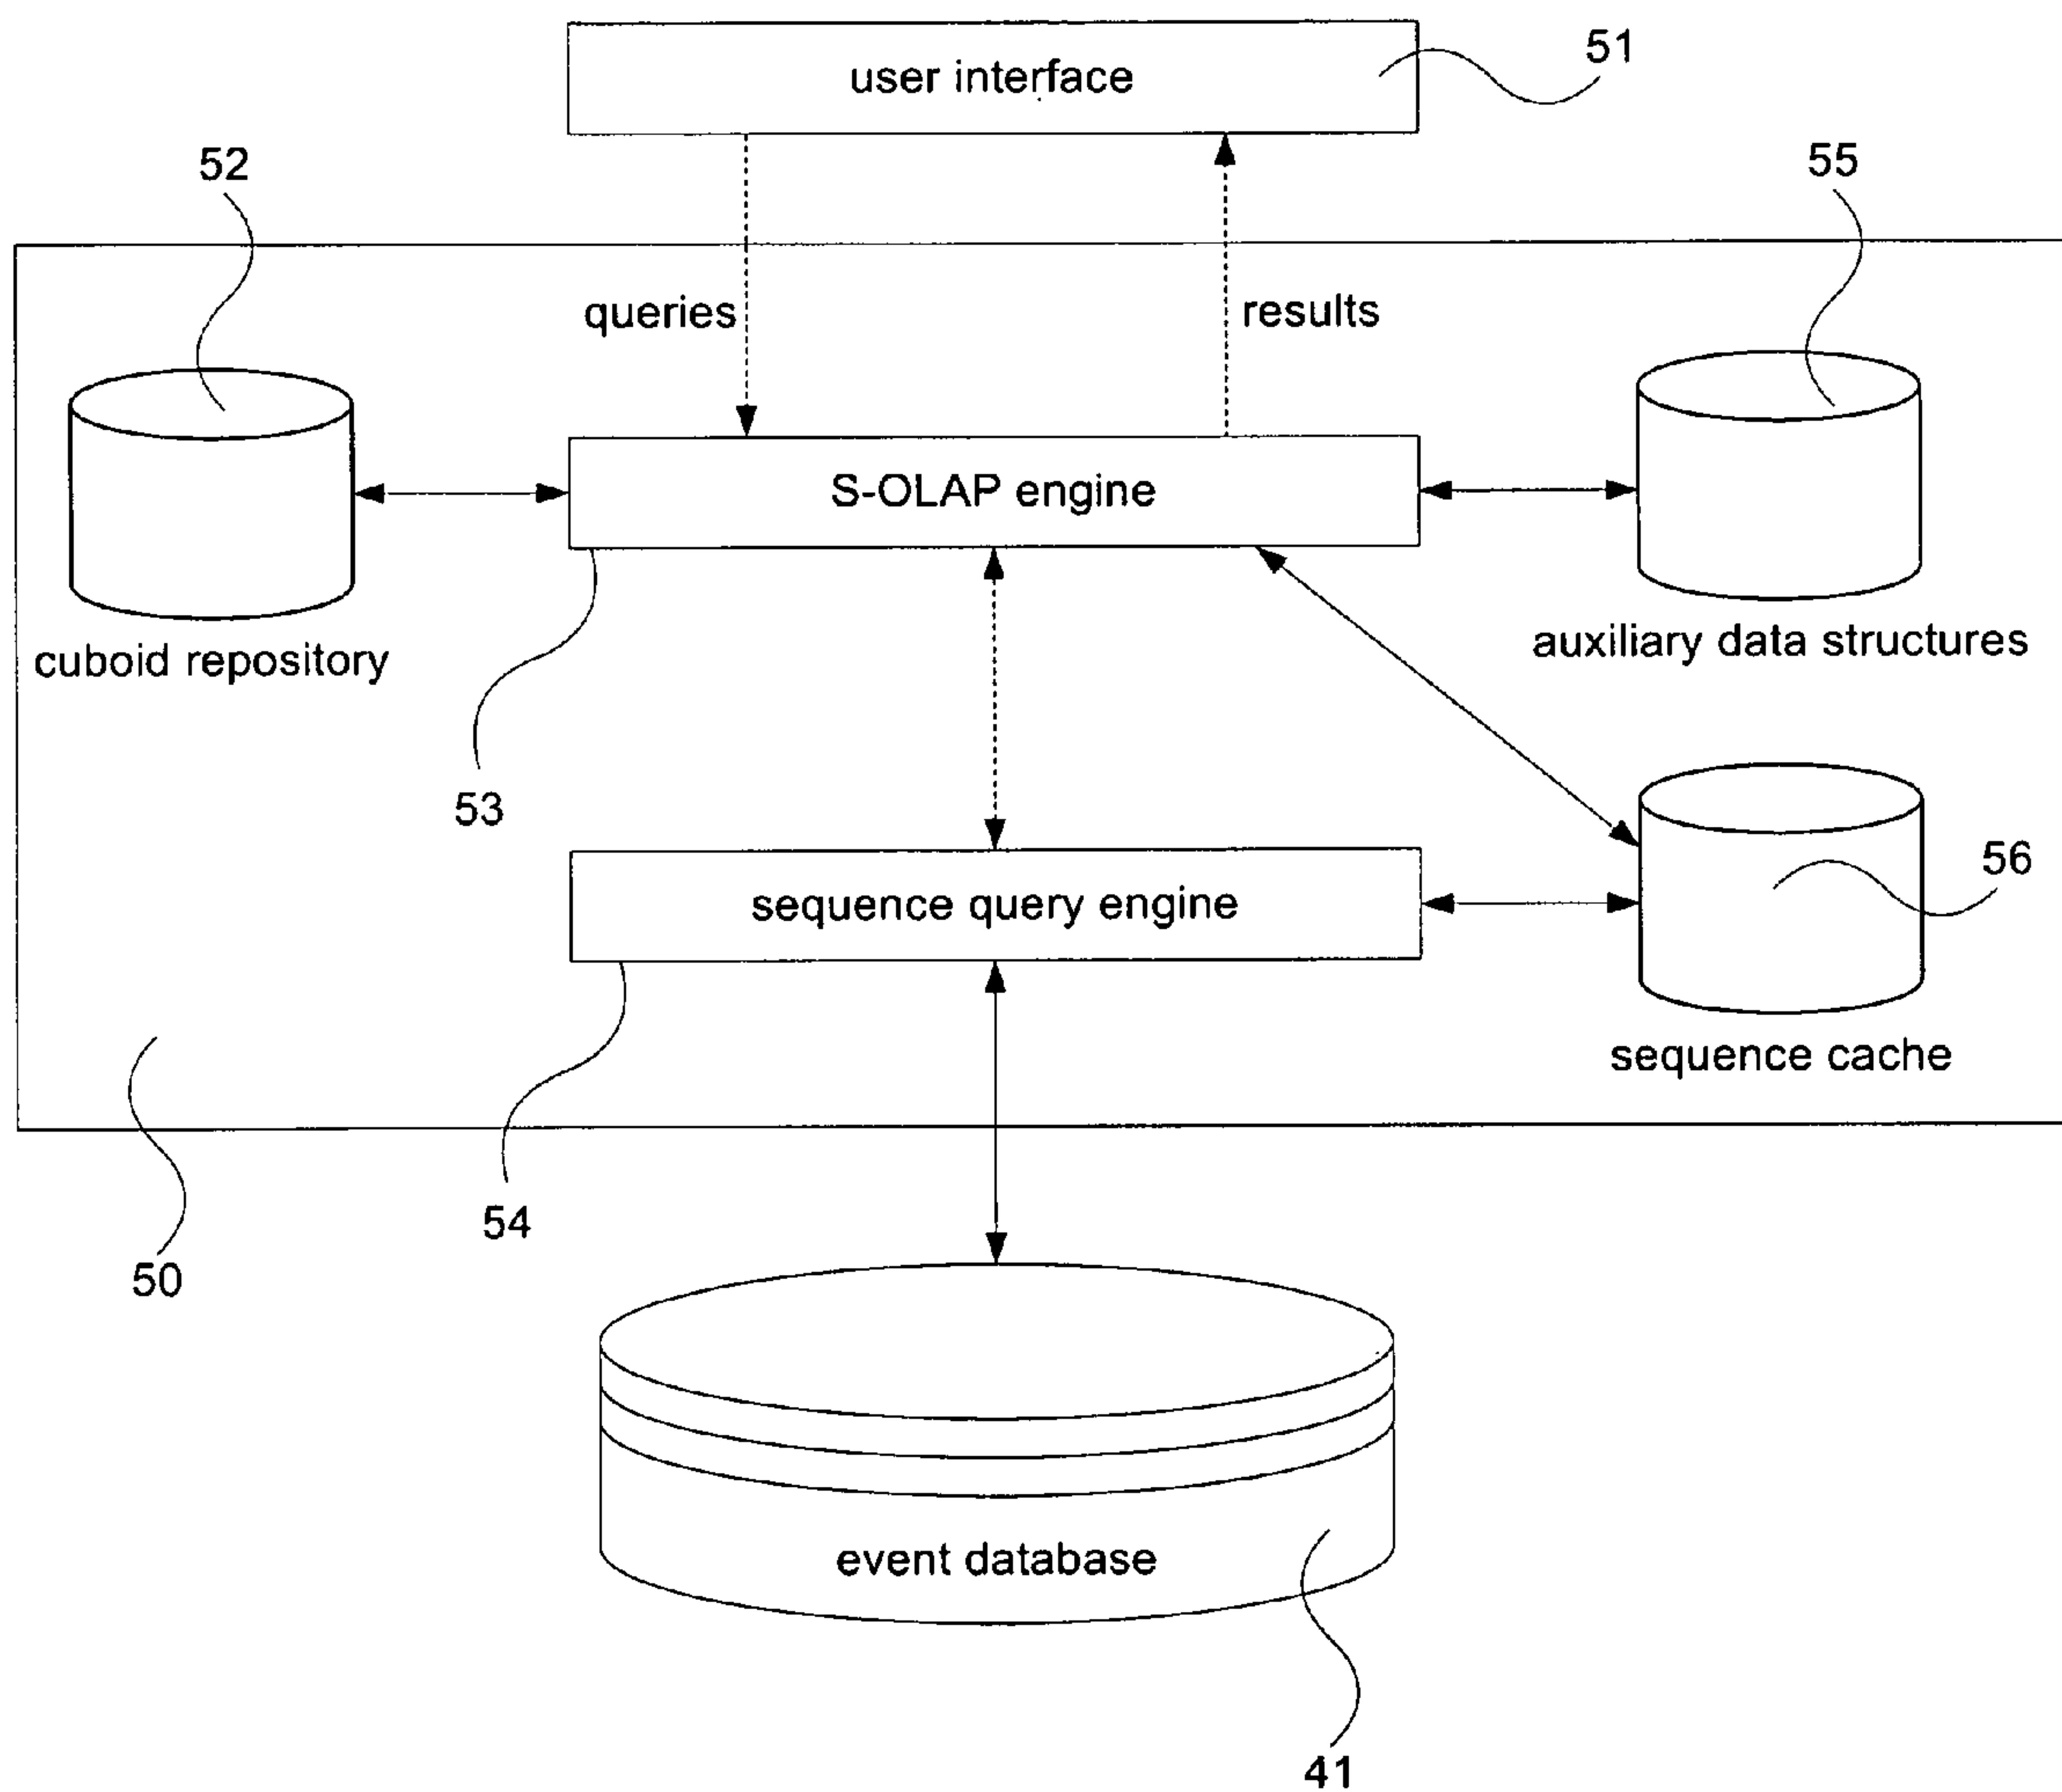 user interface
51
52
55
queries
results
S-OLAP engine
cuboid repository
auxiliary data structures
53
sequence query engine
56
sequence cache
54
50
event database
41